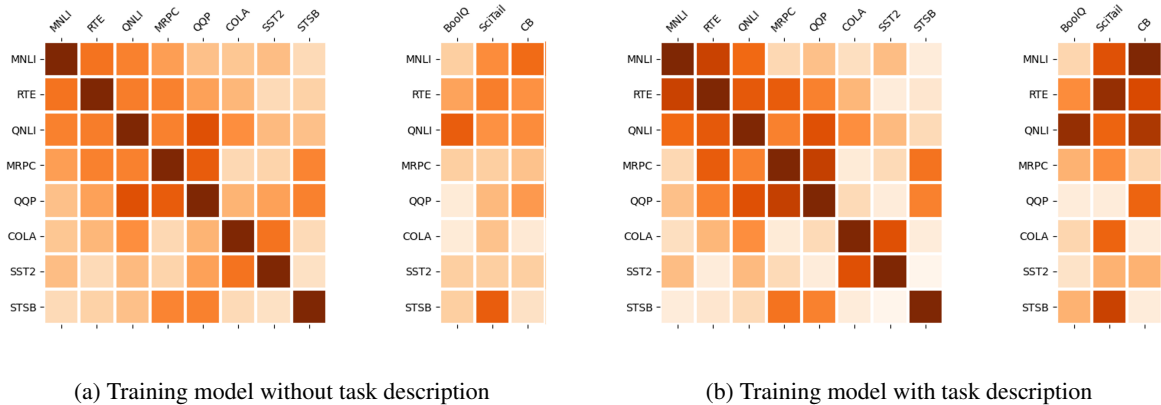 MNLI RTE QNLI MRPC QQP COLA SST2 STSB
MNLI
RTE
QNLI
MRPC
QQP
COLA
SST2
STSB
BoolQ SciTail CB
MNLI
RTE
QNLI
MRPC
QQP
COLA
SST2
STSB
MNLI RTE QNLI MRPC QQP COLA SST2 STSB
MNLI
RTE
QNLI
MRPC
QQP
COLA
SST2
STSB
BoolQ SciTail CB
MNLI
RTE
QNLI
MRPC
QQP
COLA
SST2
STSB
(a) Training model without task description
(b) Training model with task description